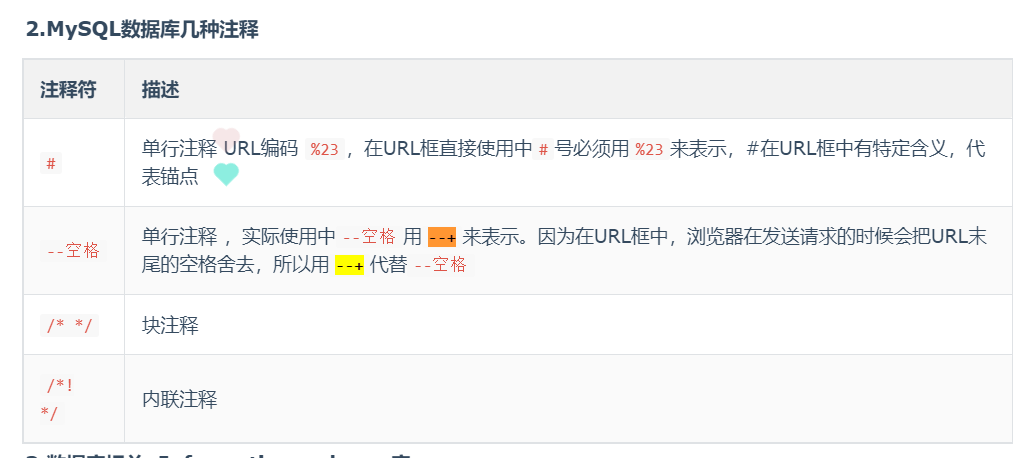 2.MySQL数据库几种注释
注释符 描述
# 单行注释 URL编码 %23 ，在URL框直接使用中 # 号必须用 %23 来表示，#在URL框中有特定含义，代
表锚点
--空格 单行注释 ，实际使用中 --空格 用 --+ 来表示。因为在URL框中，浏览器在发送请求的时候会把URL末
尾的空格舍去，所以用 --+ 代替 --空格
/* */ 块注释
/*!
*/ 内联注释